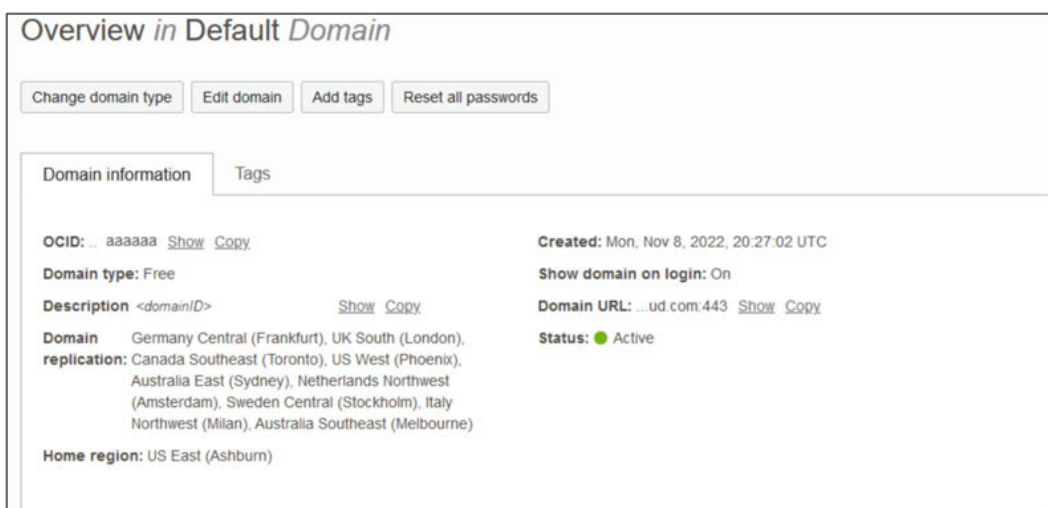 Overview in Default Domain
Change domain type Edit domain Add tags Reset all passwords
Domain information Tags
OCID: .. aaaaaa Show Copy
Domain type: Free
Description <domainID> Show Copy
Domain replication: Germany Central (Frankfurt), UK South (London),
Canada Southeast (Toronto), US West (Phoenix),
Australia East (Sydney), Netherlands Northwest
(Amsterdam), Sweden Central (Stockholm), Italy
Northwest (Milan), Australia Southeast (Melbourne)
Home region: US East (Ashburn)
Created: Mon, Nov 8, 2022, 20:27:02 UTC
Show domain on login: On
Domain URL: ...ud.com:443 Show Copy
Status: Active